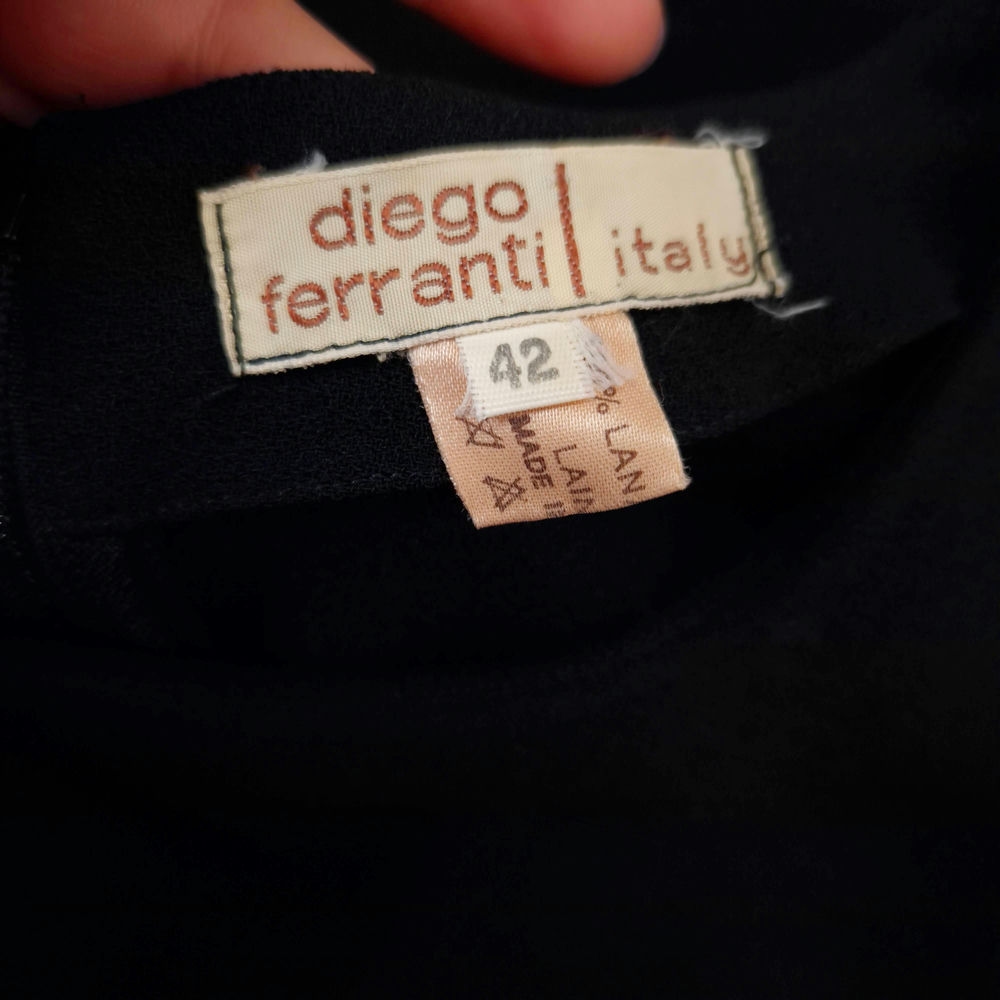 diego
ferranti
italy
42
% LAN
LAIN
MADE